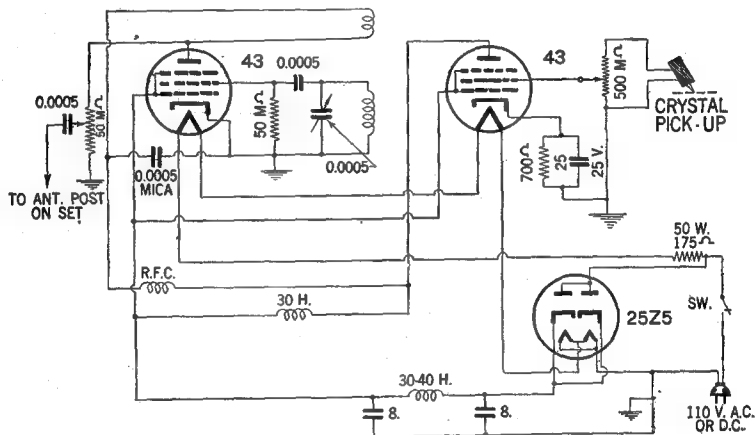 0.0005
50 MΩ
TO ANT. POST
ON SET
43
0.0005
50 MΩ
0.0005
0.0005
MICA
43
500 MΩ
CRYSTAL
PICK-UP
700Ω
25
25 V.
R.F.C.
30 H.
50 W.
175Ω
SW.
25Z5
30-40 H.
8.
8.
110 V. A.C.
OR D.C.